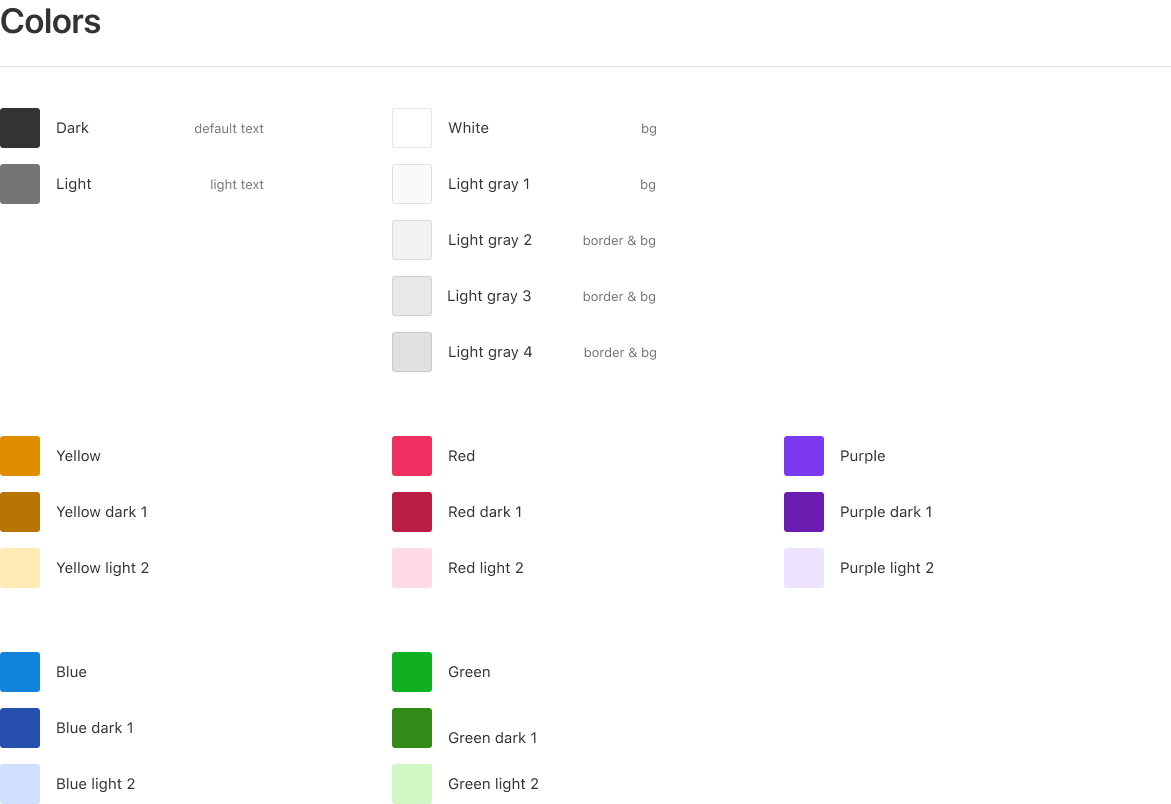 Colors
Dark default text
Light light text
White bg
Light gray 1 bg
Light gray 2 border & bg
Light gray 3 border & bg
Light gray 4 border & bg
Yellow
Yellow dark 1
Yellow light 2
Red
Red dark 1
Red light 2
Purple
Purple dark 1
Purple light 2
Blue
Blue dark 1
Blue light 2
Green
Green dark 1
Green light 2